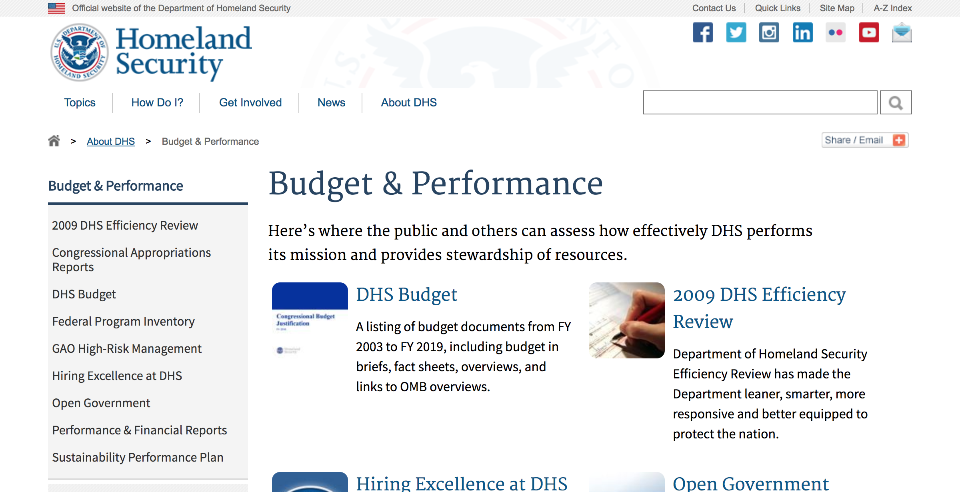 Official website of the Department of Homeland Security
Contact Us
Quick Links
Site Map
A-Z Index
U.S. DEPARTMENT OF
HOMELAND SECURITY
Homeland
Security
Topics
How Do I?
Get Involved
News
About DHS
> About DHS > Budget & Performance
Share / Email
Budget & Performance
2009 DHS Efficiency Review
Congressional Appropriations
Reports
DHS Budget
Federal Program Inventory
GAO High-Risk Management
Hiring Excellence at DHS
Open Government
Performance & Financial Reports
Sustainability Performance Plan
Budget & Performance
Here's where the public and others can assess how effectively DHS performs
its mission and provides stewardship of resources.
Congressional Budget
Justification
DHS Budget
A listing of budget documents from FY
2003 to FY 2019, including budget in
briefs, fact sheets, overviews, and
links to OMB overviews.
2009 DHS Efficiency
Review
Department of Homeland Security
Efficiency Review has made the
Department leaner, smarter, more
responsive and better equipped to
protect the nation.
Hiring Excellence at DHS
Open Government